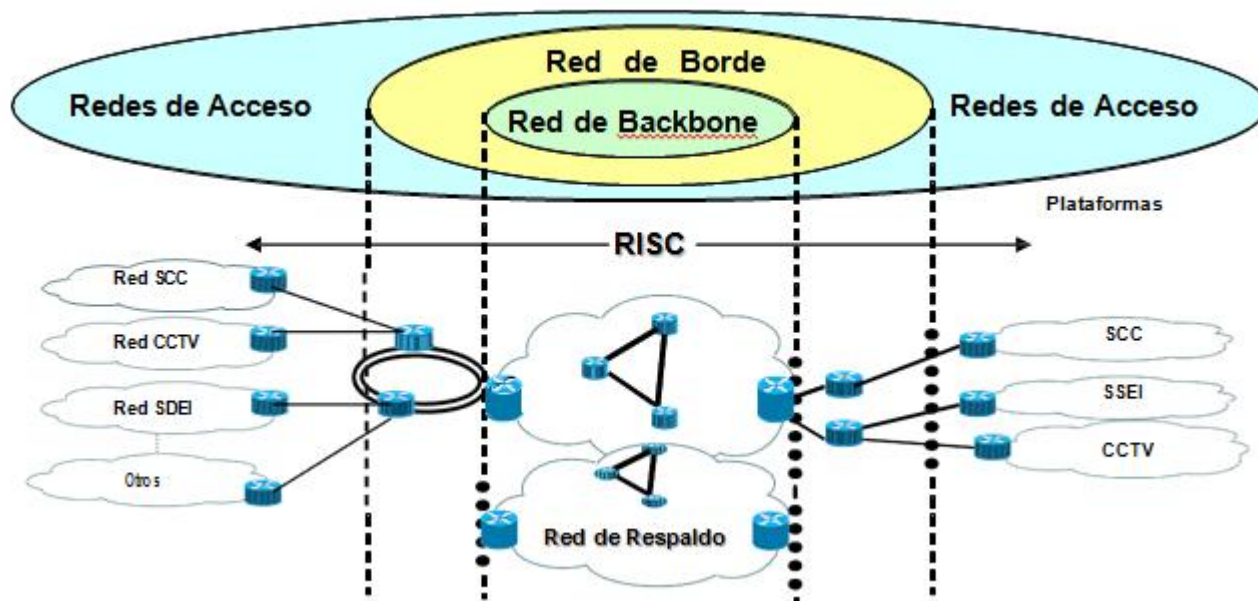 Red de Borde
Redes de Acceso
Red de Backbone
Redes de Acceso
Plataformas
RISC
Red SCC
Red CCTV
Red SDEI
Otros
SCC
SSEI
CCTV
Red de Respaldo